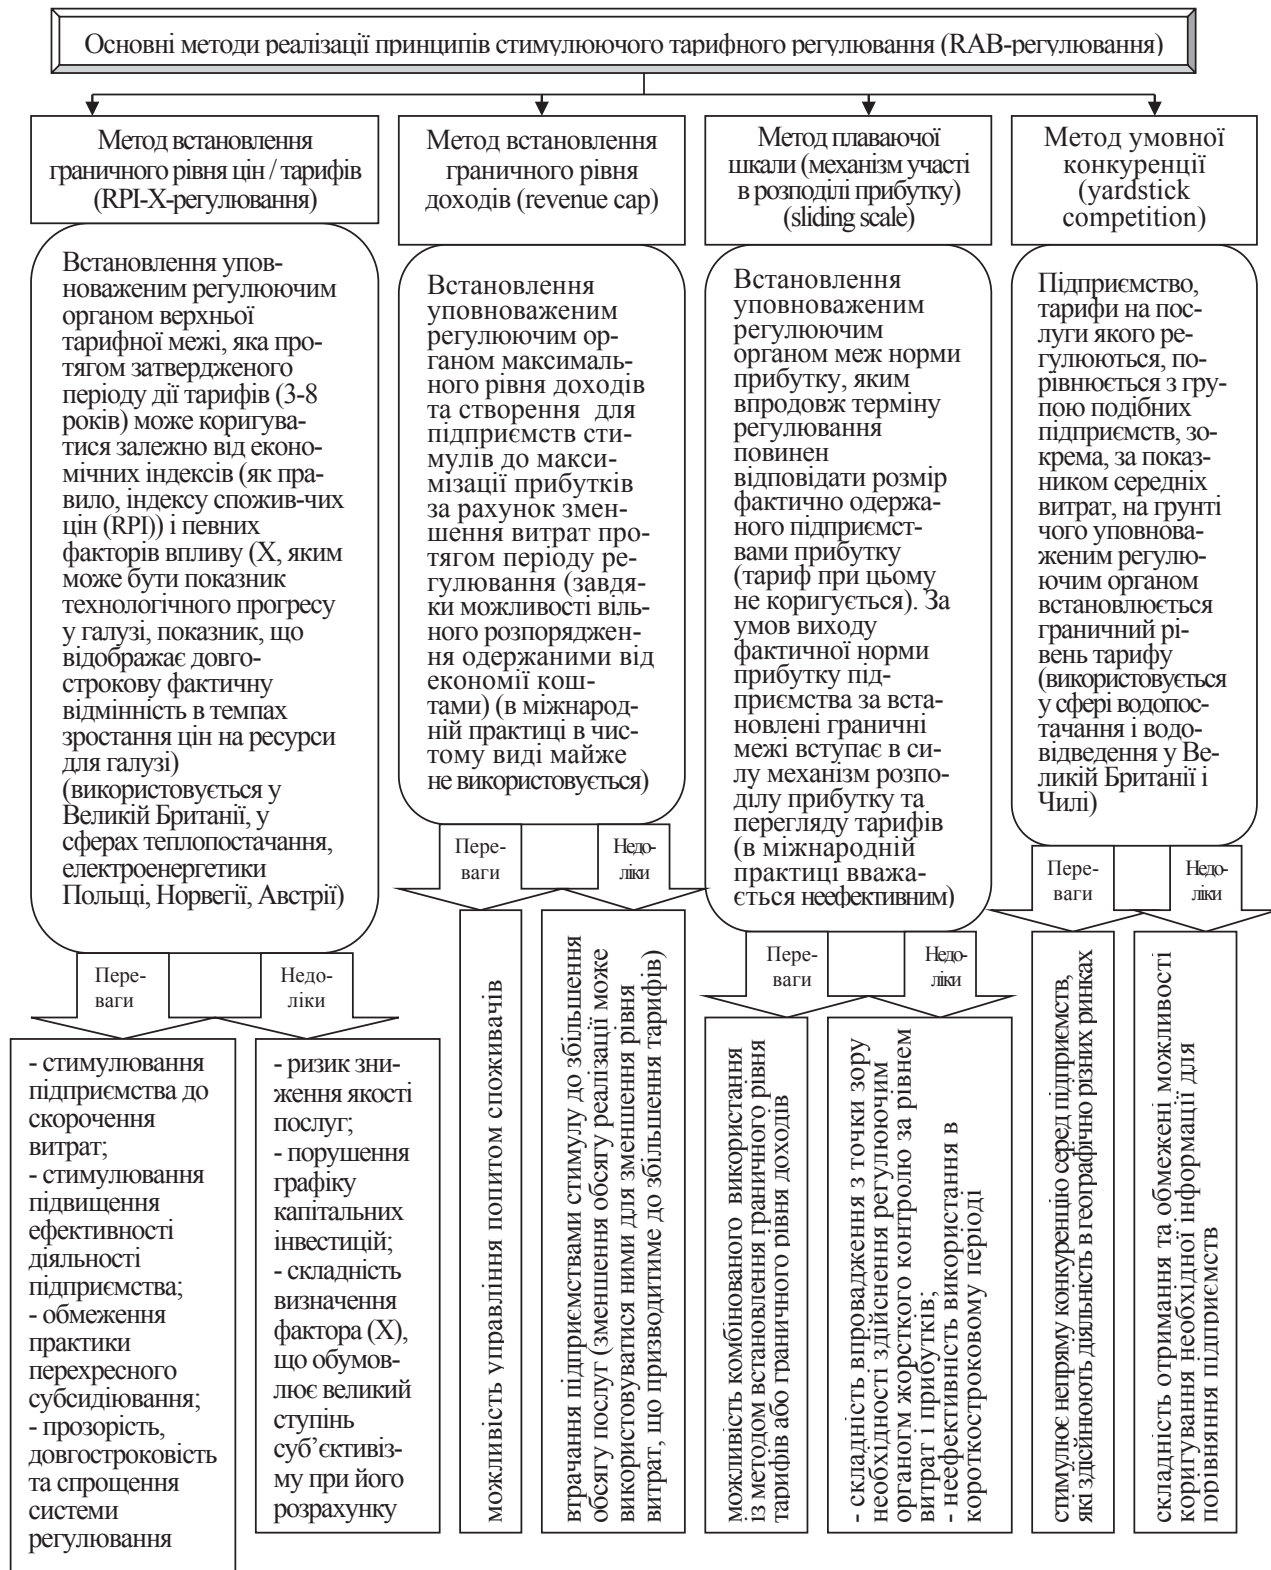 Основні методи реалізації принципів стимулюючого тарифного регулювання (RAB-регулювання)
Метод встановлення
граничного рівня цін / тарифів
(RPI-X-регулювання)
Встановлення упов-
новаженим регулюючим
органом верхньої
тарифної межі, яка про-
тягом затвердженого
періоду дії тарифів (3-8
років) може коригува-
тися залежно від еконо-
мічних індексів (як пра-
вило, індексу спожив-чих
цін (RPI)) і певних
факторів впливу (X, яким
може бути показник
технологічного прогресу
у галузі, показник, що
відображає довго-
строкову фактичну
відмінність в темпах
зростання цін на ресурси
для галузі)
(використовується у
Великій Британії, у
сферах теплопостачання,
електроенергетики
Польщі, Норвегії, Австрії)
Пере-
ваги
Недо-
ліки
- стимулювання
підприємства до
скорочення
витрат;
- стимулювання
підвищення
ефективності
діяльності
підприємства;
- обмеження
практики
перехресного
субсидіювання;
- прозорість,
довгостроковість
та спрощення
системи
регулювання
- ризик зни-
ження якості
послуг;
- порушення
графіку
капітальних
інвестицій;
- складність
визначення
фактора (X),
що обумов-
лює великий
ступінь
суб’єктивіз-
му при його
розрахунку
Метод встановлення
граничного рівня
доходів (revenue cap)
Встановлення
уповноваженим
регулюючим ор-
ганом максималь-
ного рівня доходів
та створення для
підприємств сти-
мулів до макси-
мізації прибутків
за рахунок змен-
шення витрат про-
тягом періоду ре-
гулювання (завдя-
ки можливості віль-
ного розпоряджен-
ня одержаними від
економії кош-
тами) (в міжнарод-
ній практиці в чис-
тому виді майже
не використовується)
Пере-
ваги
Недо-
ліки
можливість управління попитом споживачів
втрачання підприємствами стимулу до збільшення
обсягу послуг (зменшення обсягу реалізації може
використовуватися ними для зменшення рівня
витрат, що призводитиме до збільшення тарифів)
Метод плаваючої
шкали (механізм участі
в розподілі прибутку)
(sliding scale)
Встановлення
уповноваженим
регулюючим
органом меж норми
прибутку, яким
впродовж терміну
регулювання
повинен
відповідати розмір
фактично одержа-
ного підприємст-
вами прибутку
(тариф при цьому
не коригується). За
умов виходу
фактичної норми
прибутку під-
приємства за вста-
новлені граничні
межі вступає в си-
лу механізм розпо-
ділу прибутку та
перегляду тарифів
(в міжнародній
практиці вважа-
ється неефективним)
Пере-
ваги
Недо-
ліки
можливість комбінованого використання
із методом встановлення граничного рівня
тарифів або граничного рівня доходів
- складність впровадження з точки зору
необхідності здійснення регулюючим
органогм жорсткого контролю за рівнем
витрат і прибутків;
- неефективність використання в
короткостроковому періоді
Метод умовної
конкуренції
(yardstick
competition)
Підприємство,
тарифи на пос-
луги якого ре-
гулюються, по-
рівнюється з гру-
пою подібних
підприємств, зо-
крема, за показ-
ником середніх
витрат, на грунті
чого уповнова-
женим регулю-
ючим органом
встановлюється
граничний рі-
вень тарифу
(використовується
у сфері водопос-
тачання і водо-
відведення у Ве-
ликій Британії і
Чилі)
Пере-
ваги
Недо-
ліки
стимулює непряму конкуренцію серед підприємств,
які здійснюють діяльність в географічно різних ринках
складність отримання та обмежені можливості
коригування необхідної інформації для
порівняння підприємств